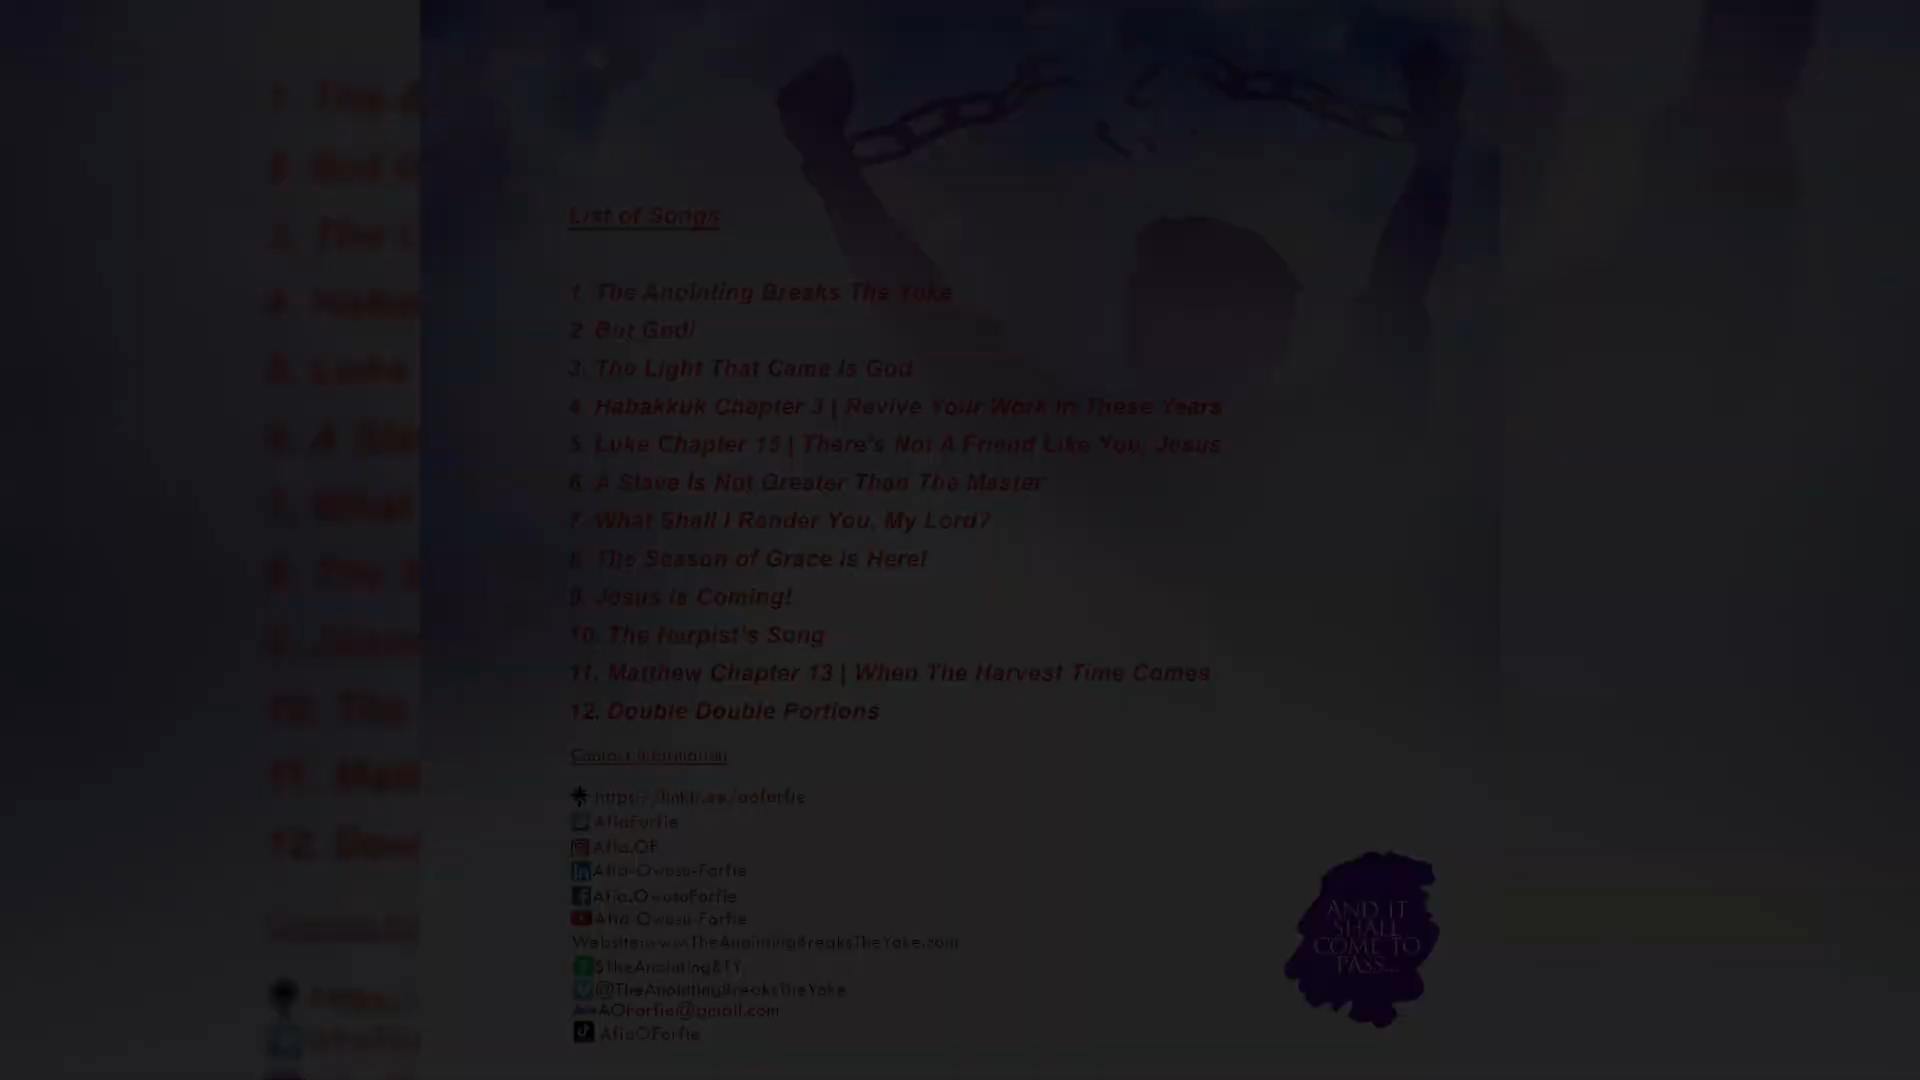 List of Songs
1. The Anointing Breaks The Yoke
2. But God!
3. The Light That Came Is God
4. Habakkuk Chapter 3 | Revive Your Work In These Years
5. Luke Chapter 15 | There's Not A Friend Like You, Jesus
6. A Slave Is Not Greater Than The Master
7. What Shall I Render You, My Lord?
8. The Season of Grace is Here!
9. Jesus is Coming!
10. The Harpist's Song
11. Matthew Chapter 13 | When The Harvest Time Comes
12. Double Double Portions
Contact Information
https://linktr.ee/aoforfie
AfiaForfie
Afia.OF
Afia-Owusu-Forfie
Afia.OwusuForfie
Afia Owusu-Forfie
Website:www.TheAnointingBreaksTheYoke.com
$TheAnointingBTY
@TheAnointingBreaksTheYoke
AOForfie@gmail.com
AfiaOForfie
AND IT
SHALL
COME TO
PASS...